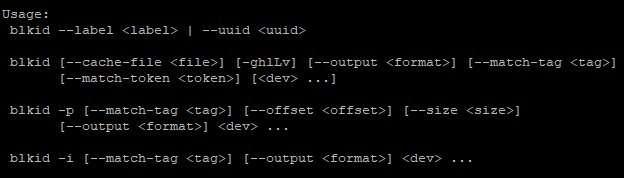 Usage:
 blkid --label <label> | --uuid <uuid>

 blkid [--cache-file <file>] [-ghlLv] [--output <format>] [--match-tag <tag>]
       [--match-token <token>] [<dev> ...]

 blkid -p [--match-tag <tag>] [--offset <offset>] [--size <size>]
       [--output <format>] <dev> ...

 blkid -i [--match-tag <tag>] [--output <format>] <dev> ...